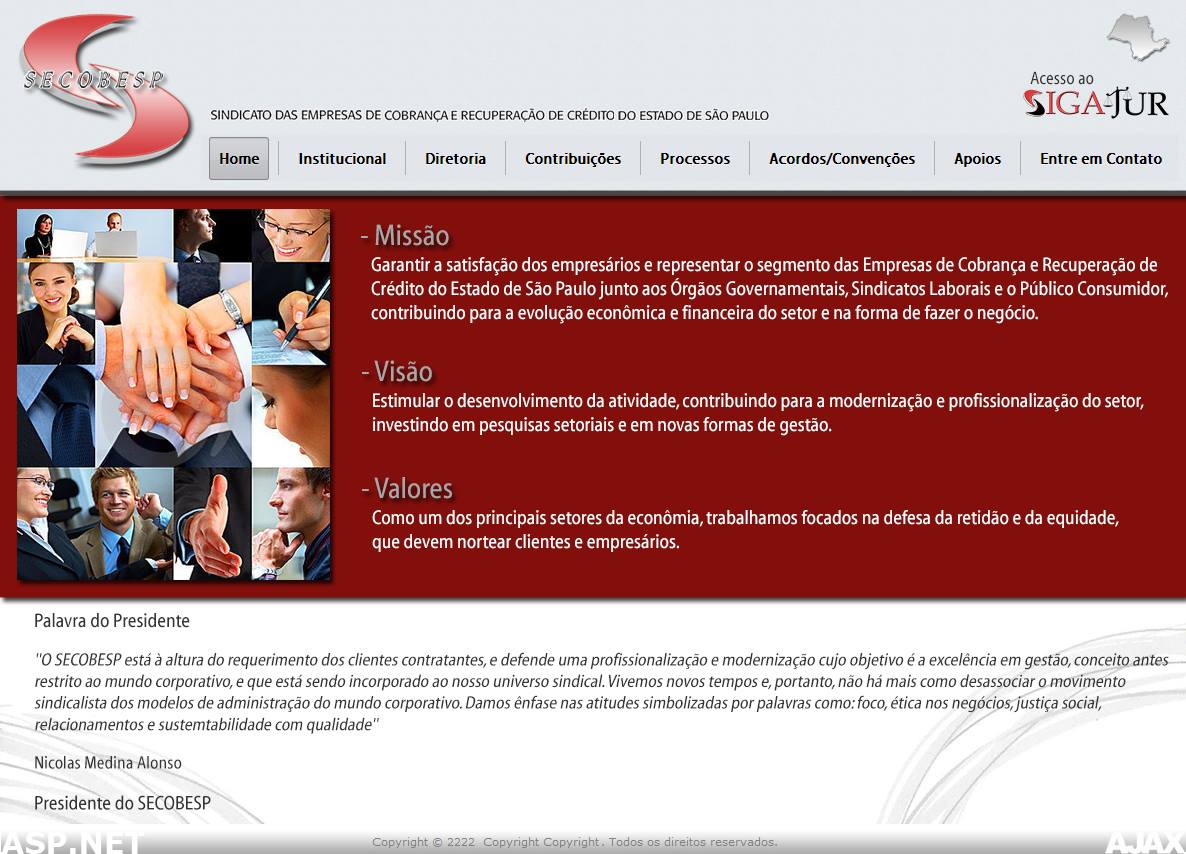 SECOBESP
Acesso ao
SIGA-JUR
SINDICATO DAS EMPRESAS DE COBRANÇA E RECUPERAÇÃO DE CRÉDITO DO ESTADO DE SÃO PAULO
Home Institucional Diretoria Contribuições Processos Acordos/Convenções Apoios Entre em Contato
- Missão
Garantir a satisfação dos empresários e representar o segmento das Empresas de Cobrança e Recuperação de
Crédito do Estado de São Paulo junto aos Órgãos Governamentais, Sindicatos Laborais e o Público Consumidor,
contribuindo para a evolução econômica e financeira do setor e na forma de fazer o negócio.
- Visão
Estimular o desenvolvimento da atividade, contribuindo para a modernização e profissionalização do setor,
investindo em pesquisas setoriais e em novas formas de gestão.
- Valores
Como um dos principais setores da econômia, trabalhamos focados na defesa da retidão e da equidade,
que devem nortear clientes e empresários.
Palavra do Presidente
"O SECOBESP está à altura do requerimento dos clientes contratantes, e defende uma profissionalização e modernização cujo objetivo é a excelência em gestão, conceito antes
restrito ao mundo corporativo, e que está sendo incorporado ao nosso universo sindical. Vivemos novos tempos e, portanto, não há mais como desassociar o movimento
sindicalista dos modelos de administração do mundo corporativo. Damos ênfase nas atitudes simbolizadas por palavras como: foco, ética nos negócios, justiça social,
relacionamentos e sustemtabilidade com qualidade"
Nicolas Medina Alonso
Presidente do SECOBESP
ASP.NET
Copyright © 2222 Copyright Copyright. Todos os direitos reservados.
AJAX